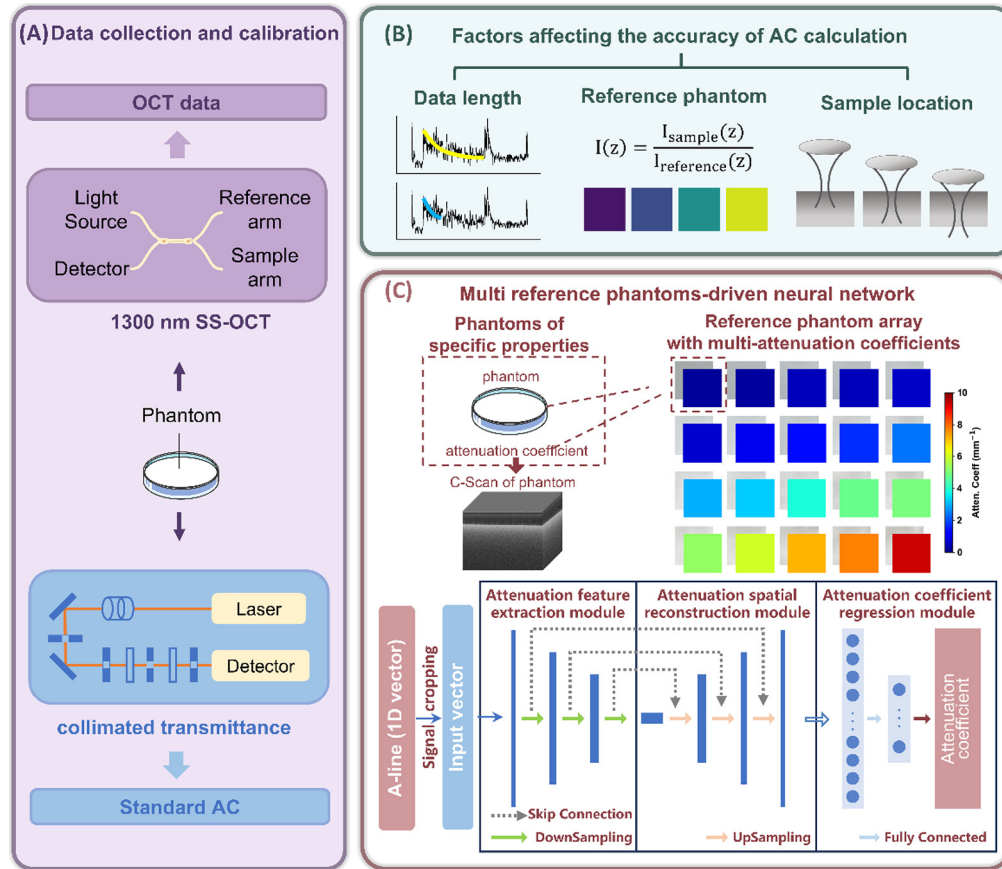 (A) Data collection and calibration
OCT data
Light
Source
Reference
arm
Detector
Sample
arm
1300 nm SS-OCT
Phantom
Laser
Detector
collimated transmittance
Standard AC
(B)
Factors affecting the accuracy of AC calculation
Data length
Reference phantom
Sample location
I(z) = I_sample(z) / I_reference(z)
(C)
Multi reference phantoms-driven neural network
Phantoms of
specific properties
phantom
attenuation coefficient
C-Scan of phantom
Reference phantom array
with multi-attenuation coefficients
10
8
6
4
2
0
Atten. Coeff (mm⁻¹)
A-line (1D vector)
Signal cropping
Input vector
Attenuation feature
extraction module
Attenuation spatial
reconstruction module
Attenuation coefficient
regression module
Attenuation
coefficient
Skip Connection
DownSampling
UpSampling
Fully Connected